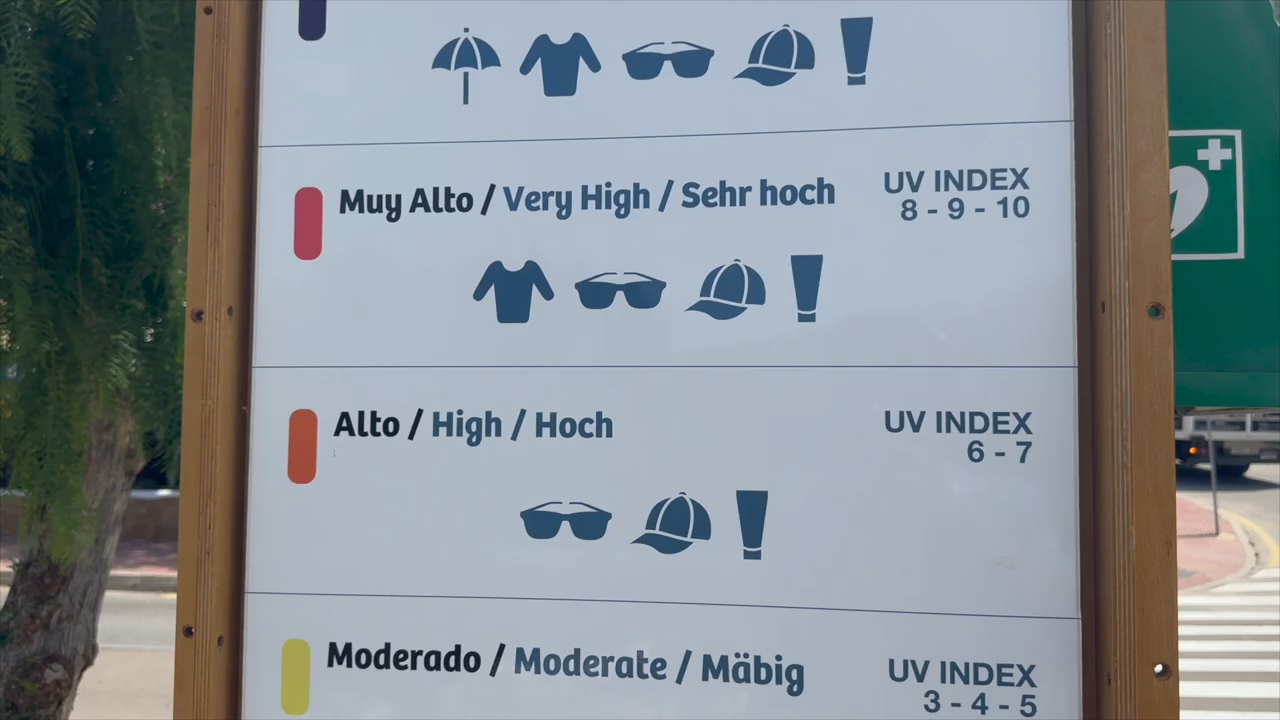 Muy Alto / Very High / Sehr hoch
UV INDEX
8 - 9 - 10
Alto / High / Hoch
UV INDEX
6 - 7
Moderado / Moderate / Mäbig
UV INDEX
3 - 4 - 5